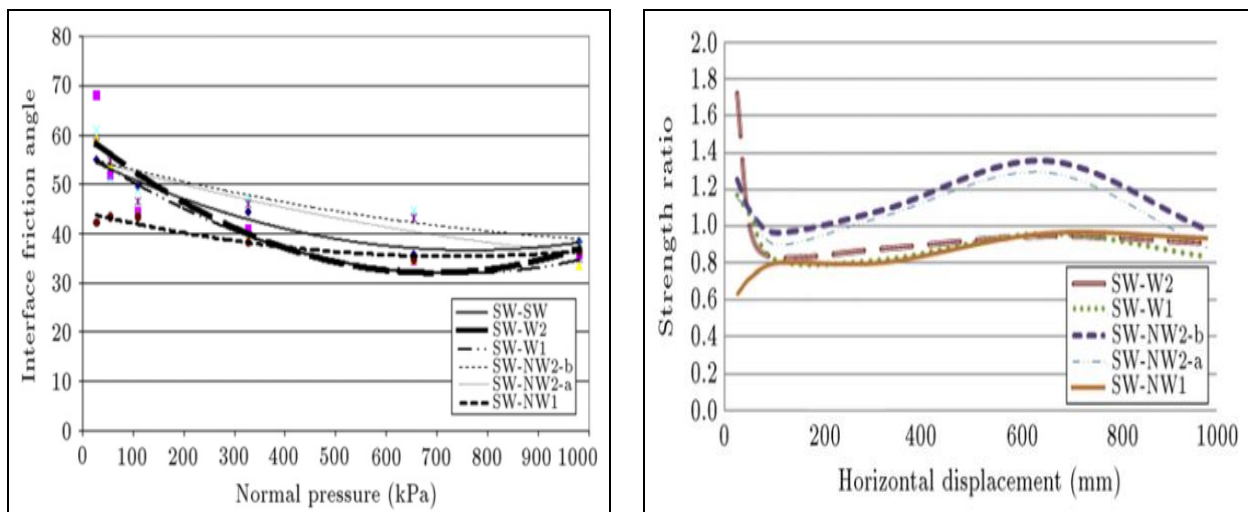 Interface friction angle
80
70
60
50
40
30
20
10
0
0 100 200 300 400 500 600 700 800 900 1000
Normal pressure (kPa)
SW-SW
SW-W2
SW-W1
SW-NW2-b
SW-NW2-a
SW-NW1
Strength ratio
2.0
1.8
1.6
1.4
1.2
1.0
0.8
0.6
0.4
0.2
0.0
0 200 400 600 800 1000
Horizontal displacement (mm)
SW-W2
SW-W1
SW-NW2-b
SW-NW2-a
SW-NW1